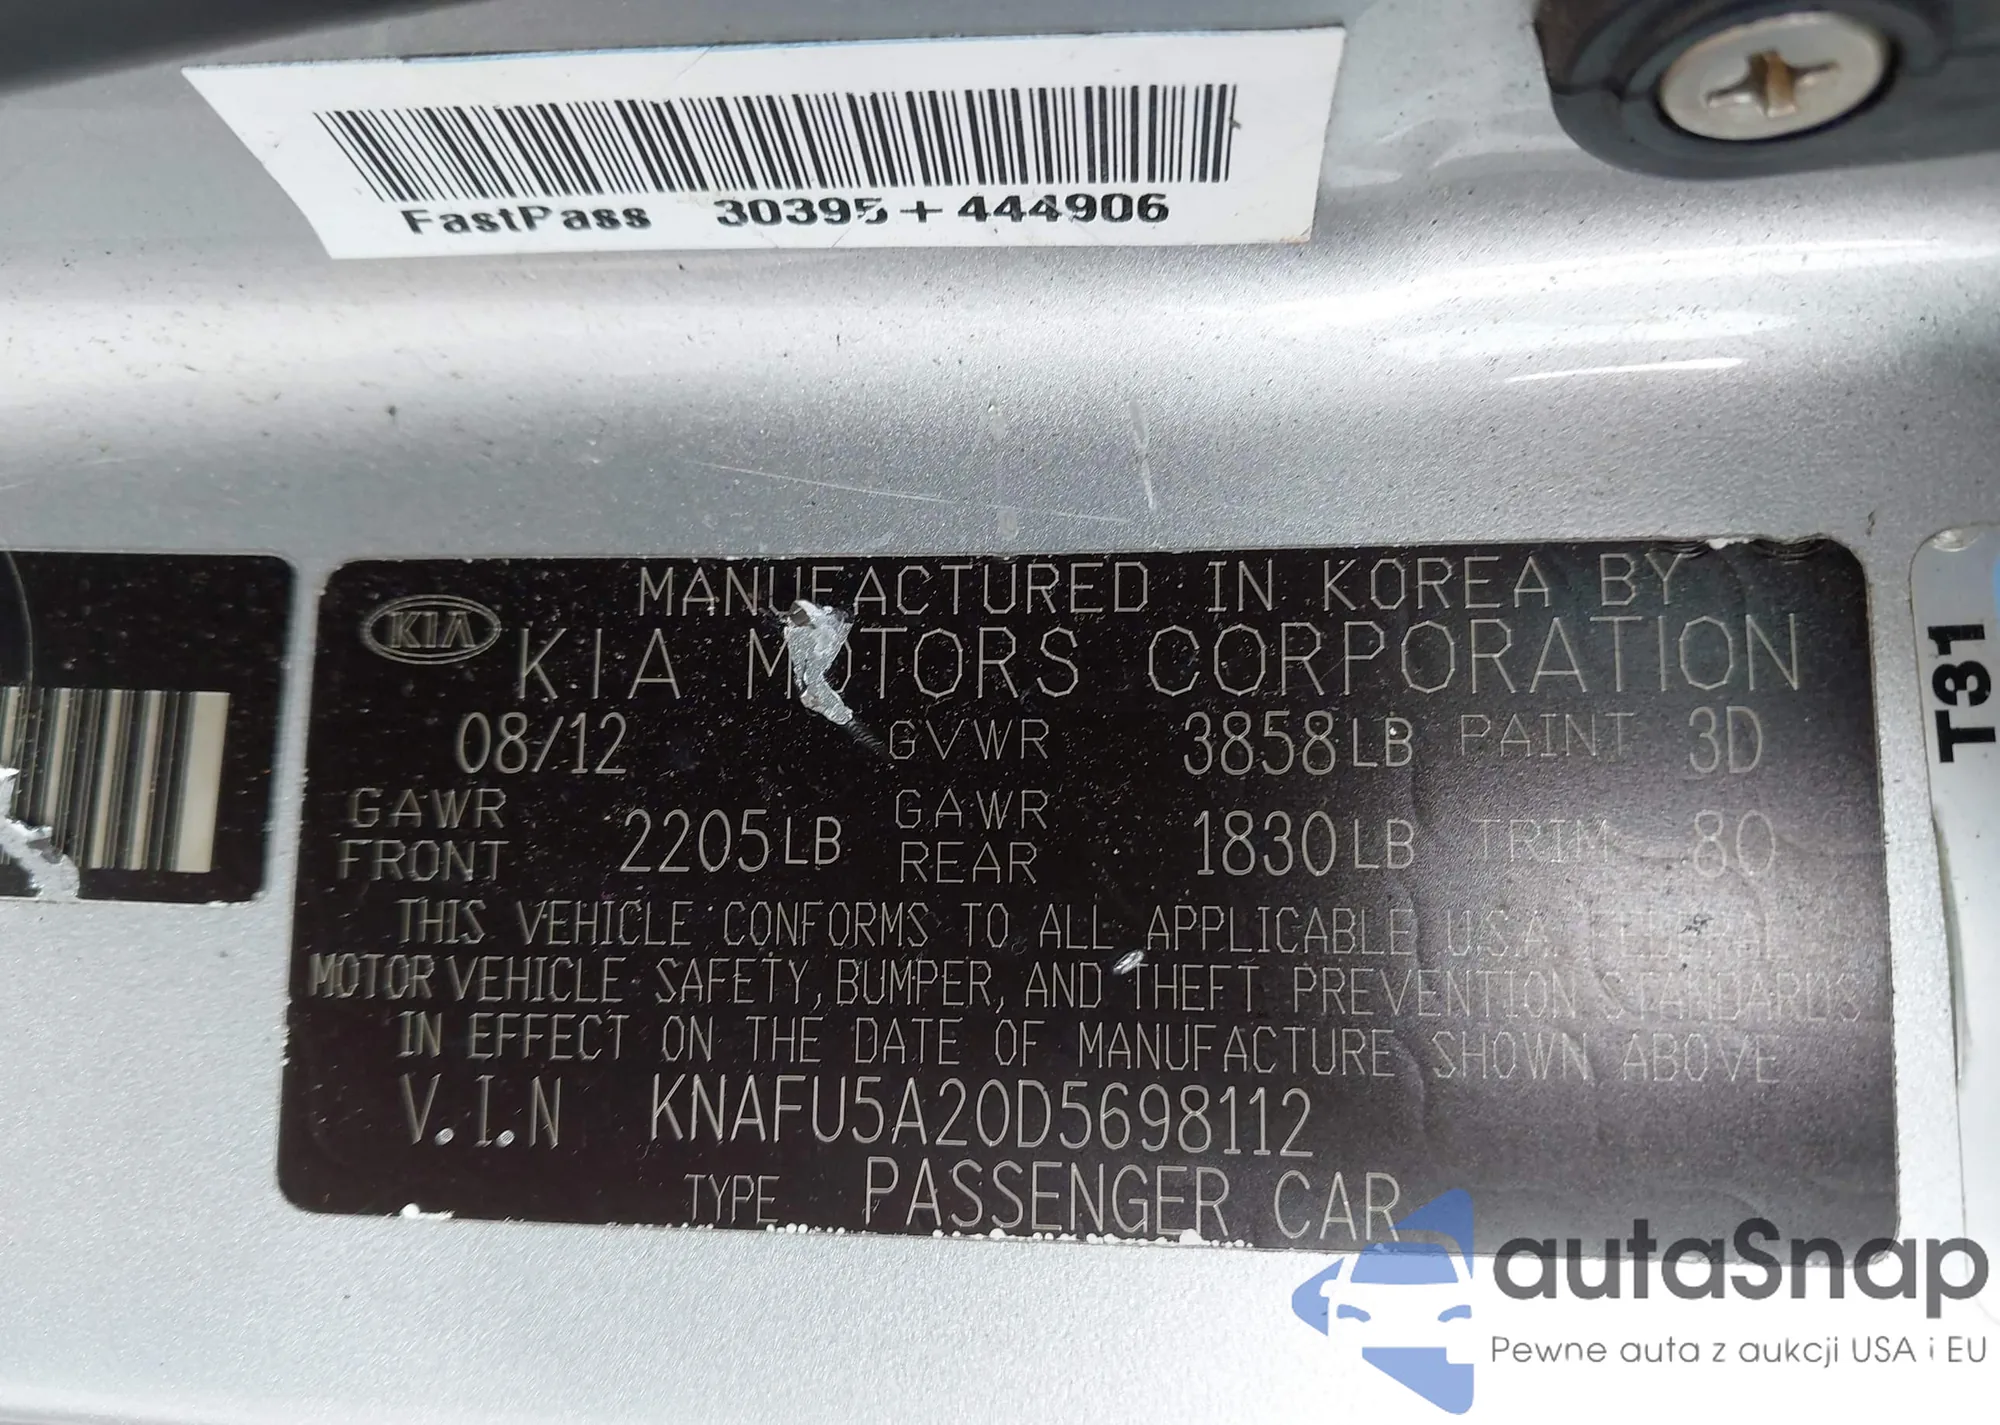 FastPass 30395+444906
KIA
MANUFACTURED IN KOREA BY
KIA MOTORS CORPORATION
08/12 GVWR 3858LB PAINT 3D
GAWR FRONT 2205LB GAWR REAR 1830LB TRIM 80
THIS VEHICLE CONFORMS TO ALL APPLICABLE U.S.A. FEDERAL
MOTOR VEHICLE SAFETY, BUMPER, AND THEFT PREVENTION STANDARDS
IN EFFECT ON THE DATE OF MANUFACTURE SHOWN ABOVE
V.I.N KNAFU5A20D5698112
TYPE PASSENGER CAR
T31
autaSnap
Pewne auta z aukcji USA i EU